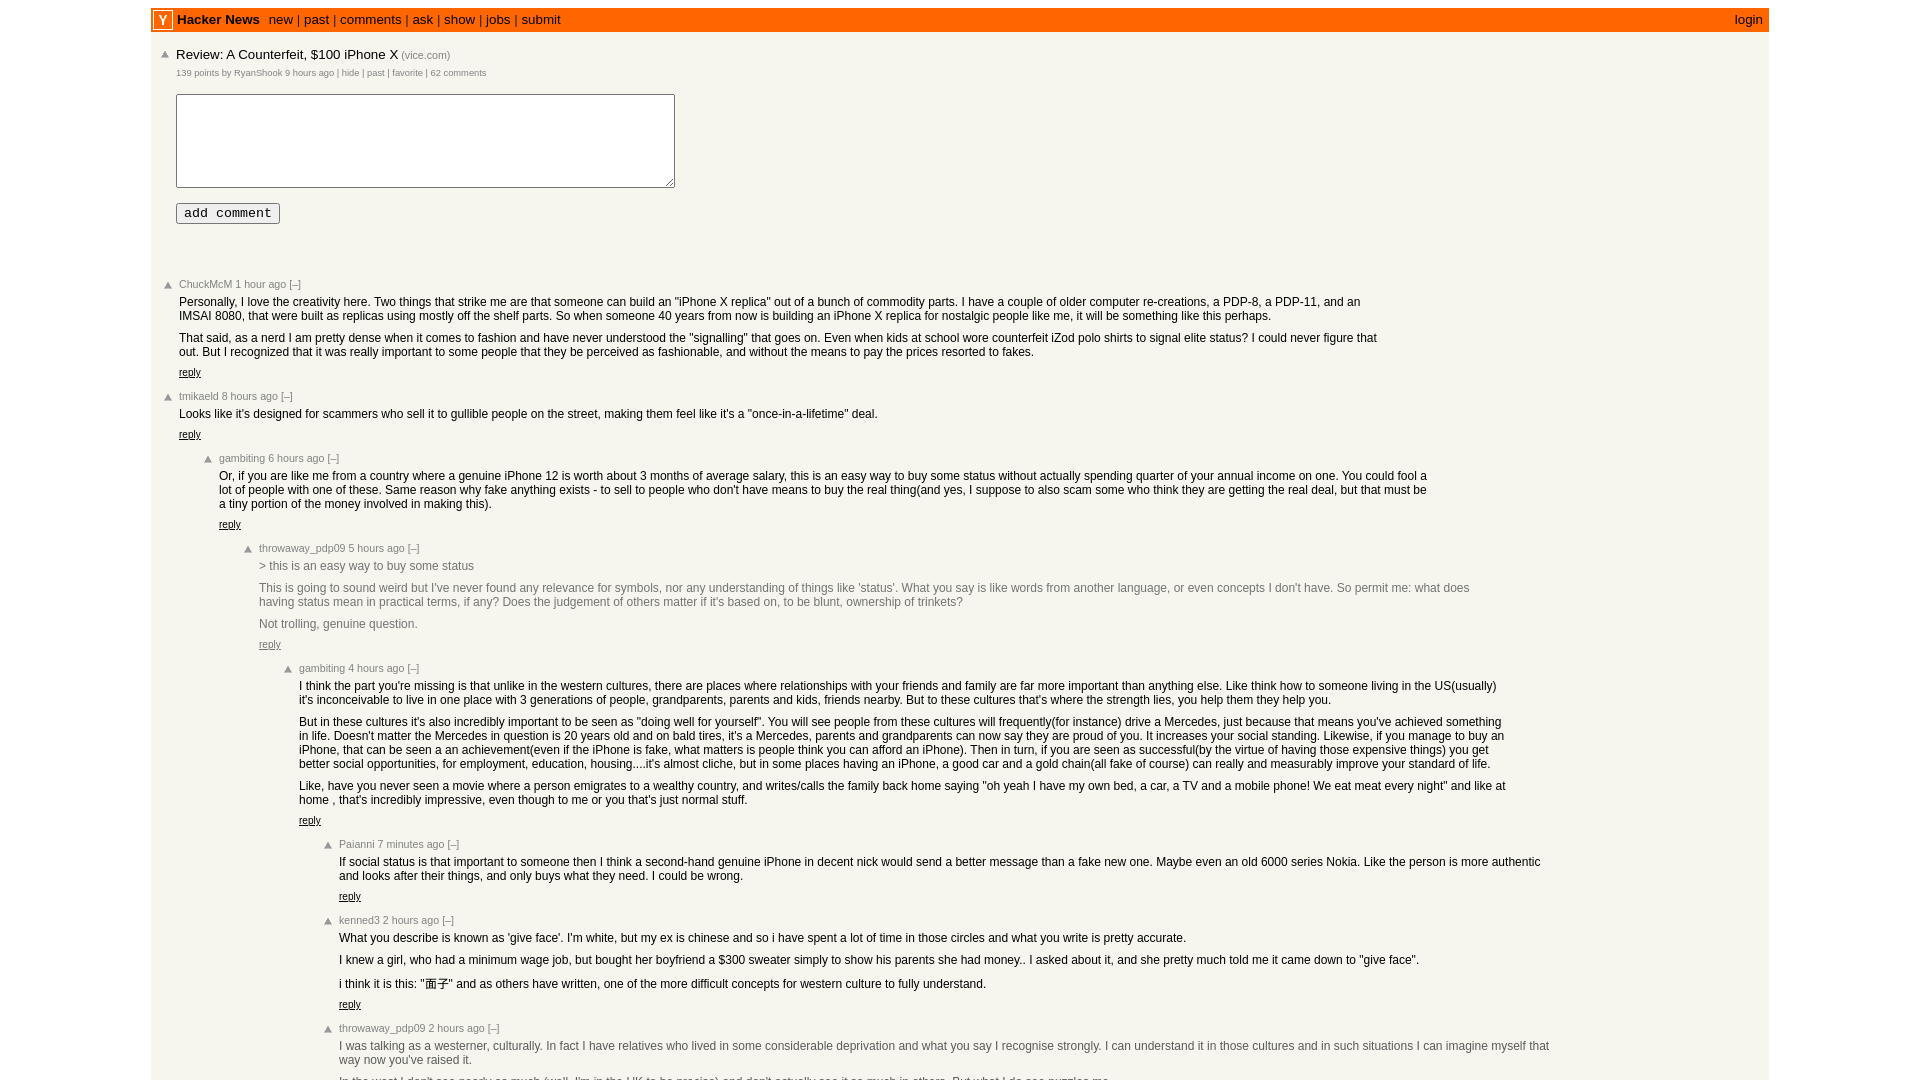 Y Hacker News new | past | comments | ask | show | jobs | submit login
Review: A Counterfeit, $100 iPhone X (vice.com)
139 points by RyanShook 9 hours ago | hide | past | favorite | 62 comments
add comment
ChuckMcM 1 hour ago [–]
Personally, I love the creativity here. Two things that strike me are that someone can build an "iPhone X replica" out of a bunch of commodity parts. I have a couple of older computer re-creations, a PDP-8, a PDP-11, and an
IMSAI 8080, that were built as replicas using mostly off the shelf parts. So when someone 40 years from now is building an iPhone X replica for nostalgic people like me, it will be something like this perhaps.
That said, as a nerd I am pretty dense when it comes to fashion and have never understood the "signalling" that goes on. Even when kids at school wore counterfeit iZod polo shirts to signal elite status? I could never figure that
out. But I recognized that it was really important to some people that they be perceived as fashionable, and without the means to pay the prices resorted to fakes.
reply
tmikaeld 8 hours ago [–]
Looks like it's designed for scammers who sell it to gullible people on the street, making them feel like it's a "once-in-a-lifetime" deal.
reply
gambiting 6 hours ago [–]
Or, if you are like me from a country where a genuine iPhone 12 is worth about 3 months of average salary, this is an easy way to buy some status without actually spending quarter of your annual income on one. You could fool a
lot of people with one of these. Same reason why fake anything exists - to sell to people who don't have means to buy the real thing(and yes, I suppose to also scam some who think they are getting the real deal, but that must be
a tiny portion of the money involved in making this).
reply
throwaway_pdp09 5 hours ago [–]
> this is an easy way to buy some status
This is going to sound weird but I've never found any relevance for symbols, nor any understanding of things like 'status'. What you say is like words from another language, or even concepts I don't have. So permit me: what does
having status mean in practical terms, if any? Does the judgement of others matter if it's based on, to be blunt, ownership of trinkets?
Not trolling, genuine question.
reply
gambiting 4 hours ago [–]
I think the part you're missing is that unlike in the western cultures, there are places where relationships with your friends and family are far more important than anything else. Like think how to someone living in the US(usually)
it's inconceivable to live in one place with 3 generations of people, grandparents, parents and kids, friends nearby. But to these cultures that's where the strength lies, you help them they help you.
But in these cultures it's also incredibly important to be seen as "doing well for yourself". You will see people from these cultures will frequently(for instance) drive a Mercedes, just because that means you've achieved something
in life. Doesn't matter the Mercedes in question is 20 years old and on bald tires, it's a Mercedes, parents and grandparents can now say they are proud of you. It increases your social standing. Likewise, if you manage to buy an
iPhone, that can be seen a an achievement(even if the iPhone is fake, what matters is people think you can afford an iPhone). Then in turn, if you are seen as successful(by the virtue of having those expensive things) you get
better social opportunities, for employment, education, housing....it's almost cliche, but in some places having an iPhone, a good car and a gold chain(all fake of course) can really and measurably improve your standard of life.
Like, have you never seen a movie where a person emigrates to a wealthy country, and writes/calls the family back home saying "oh yeah I have my own bed, a car, a TV and a mobile phone! We eat meat every night" and like at
home , that's incredibly impressive, even though to me or you that's just normal stuff.
reply
Paianni 7 minutes ago [–]
If social status is that important to someone then I think a second-hand genuine iPhone in decent nick would send a better message than a fake new one. Maybe even an old 6000 series Nokia. Like the person is more authentic
and looks after their things, and only buys what they need. I could be wrong.
reply
kenned3 2 hours ago [–]
What you describe is known as 'give face'. I'm white, but my ex is chinese and so i have spent a lot of time in those circles and what you write is pretty accurate.
I knew a girl, who had a minimum wage job, but bought her boyfriend a $300 sweater simply to show his parents she had money.. I asked about it, and she pretty much told me it came down to "give face".
i think it is this: "面子" and as others have written, one of the more difficult concepts for western culture to fully understand.
reply
throwaway_pdp09 2 hours ago [–]
I was talking as a westerner, culturally. In fact I have relatives who lived in some considerable deprivation and what you say I recognise strongly. I can understand it in those cultures and in such situations I can imagine myself that
way now you've raised it.